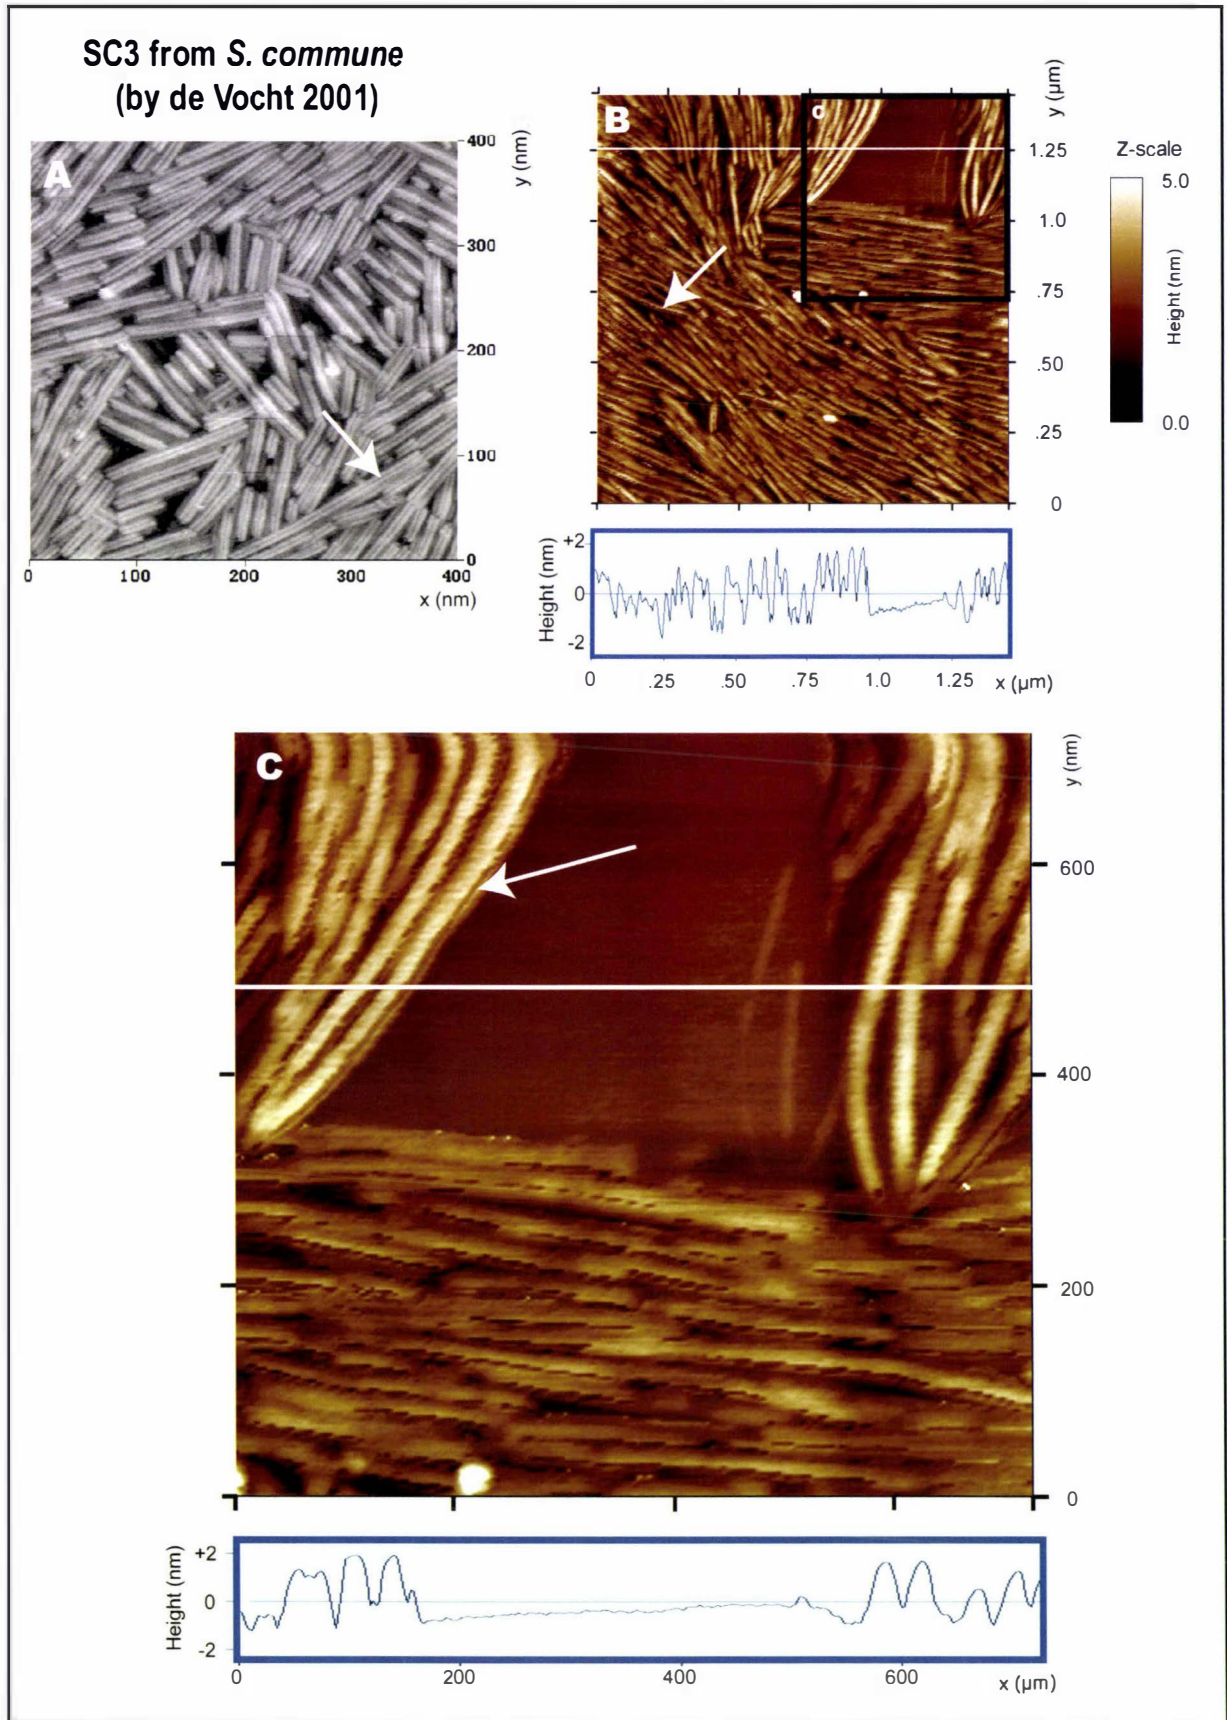 SC3 from S. commune
(by de Vocht 2001)
A
400
300
200
100
0
y (nm)
0 100 200 300 400
x (nm)
B
c
y (µm)
1.25
1.0
.75
.50
.25
0
Z-scale
5.0
0.0
Height (nm)
Height (nm)
+2
0
-2
0 .25 .50 .75 1.0 1.25 x (µm)
C
y (nm)
600
400
200
0
Height (nm)
+2
0
-2
0 200 400 600 x (µm)